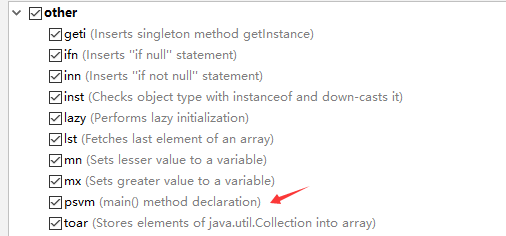 other
geti (Inserts singleton method getInstance)
ifn (Inserts "if null" statement)
inn (Inserts "if not null" statement)
inst (Checks object type with instanceof and down-casts it)
lazy (Performs lazy initialization)
lst (Fetches last element of an array)
mn (Sets lesser value to a variable)
mx (Sets greater value to a variable)
psvm (main() method declaration)
toar (Stores elements of java.util.Collection into array)